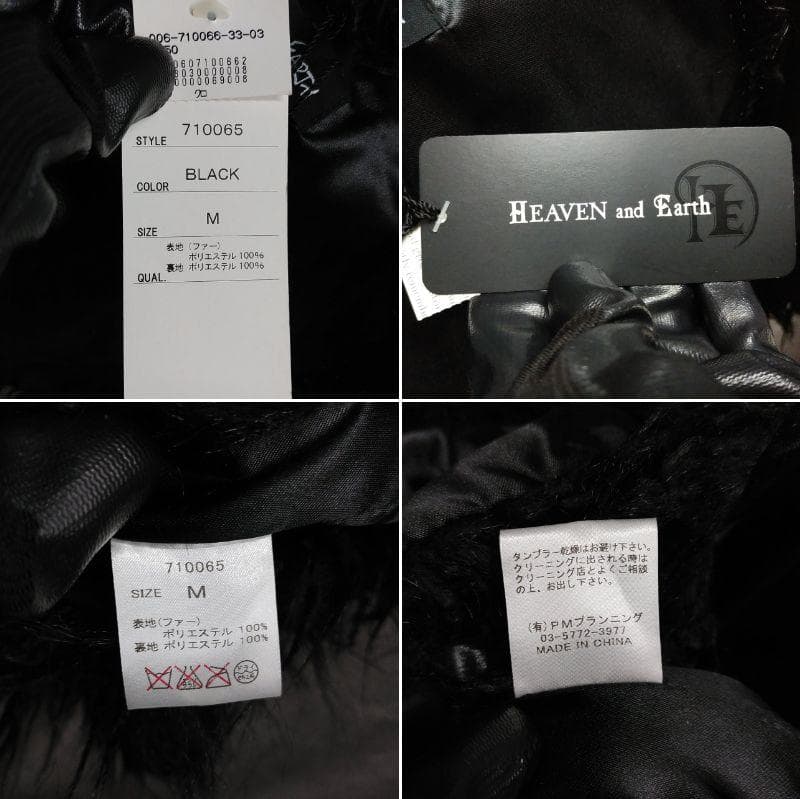 006-710066-33-03
STYLE 710065
COLOR BLACK
SIZE M
表地 (ファー)
ポリエステル 100%
裏地 ポリエステル 100%
QUAL.
HEAVEN and Earth
HE
710065
SIZE M
表地 (ファー)
ポリエステル 100%
裏地 ポリエステル 100%
タンブラー乾燥はお避け下さい。
クリーニングに出される時は
クリーニング店とよくご相談
の上、お出し下さい。
(有) PMプランニング
03-5772-3977
MADE IN CHINA